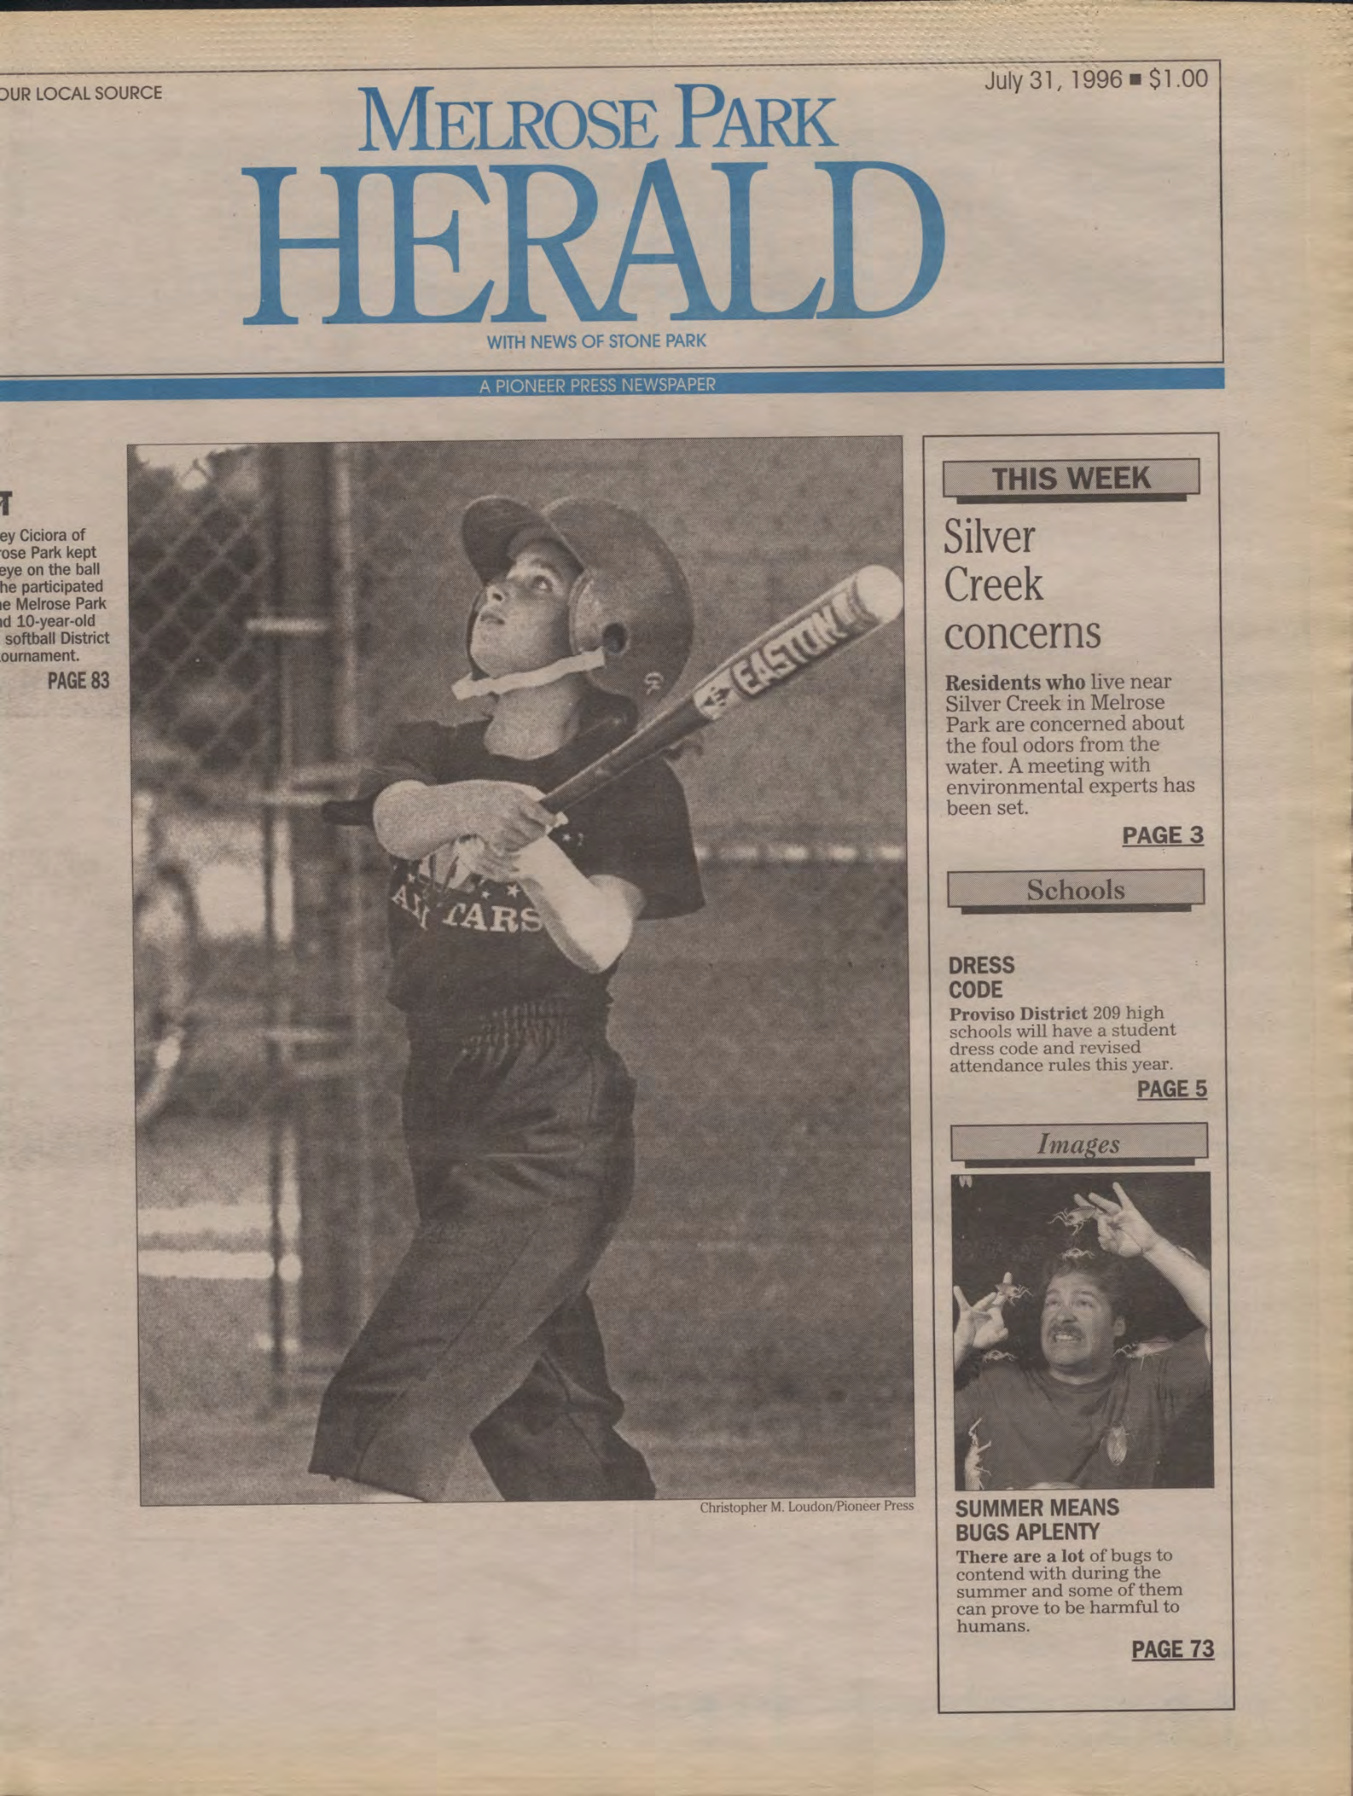 OUR LOCAL SOURCE
July 31, 1996 ■ $1.00
MELROSE PARK
HERALD
WITH NEWS OF STONE PARK
A PIONEER PRESS NEWSPAPER
ey Ciciora of
rose Park kept
eye on the ball
he participated
e Melrose Park
nd 10-year-old
softball District
ournament.
PAGE 83
EASTON
ALL TARS
Christopher M. Loudon/Pioneer Press
THIS WEEK
Silver
Creek
concerns
Residents who live near
Silver Creek in Melrose
Park are concerned about
the foul odors from the
water. A meeting with
environmental experts has
been set.
PAGE 3
Schools
DRESS
CODE
Proviso District 209 high
schools will have a student
dress code and revised
attendance rules this year.
PAGE 5
Images
SUMMER MEANS
BUGS APLENTY
There are a lot of bugs to
contend with during the
summer and some of them
can prove to be harmful to
humans.
PAGE 73